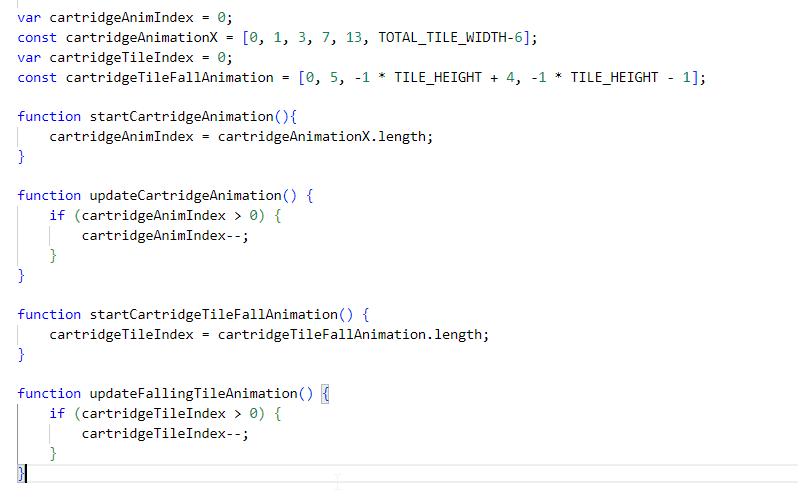 var cartridgeAnimIndex = 0;
const cartridgeAnimationX = [0, 1, 3, 7, 13, TOTAL_TILE_WIDTH-6];
var cartridgeTileIndex = 0;
const cartridgeTileFallAnimation = [0, 5, -1 * TILE_HEIGHT + 4, -1 * TILE_HEIGHT - 1];

function startCartridgeAnimation(){
    cartridgeAnimIndex = cartridgeAnimationX.length;
}

function updateCartridgeAnimation() {
    if (cartridgeAnimIndex > 0) {
        cartridgeAnimIndex--;
    }
}

function startCartridgeTileFallAnimation() {
    cartridgeTileIndex = cartridgeTileFallAnimation.length;
}

function updateFallingTileAnimation() {
    if (cartridgeTileIndex > 0) {
        cartridgeTileIndex--;
    }
}